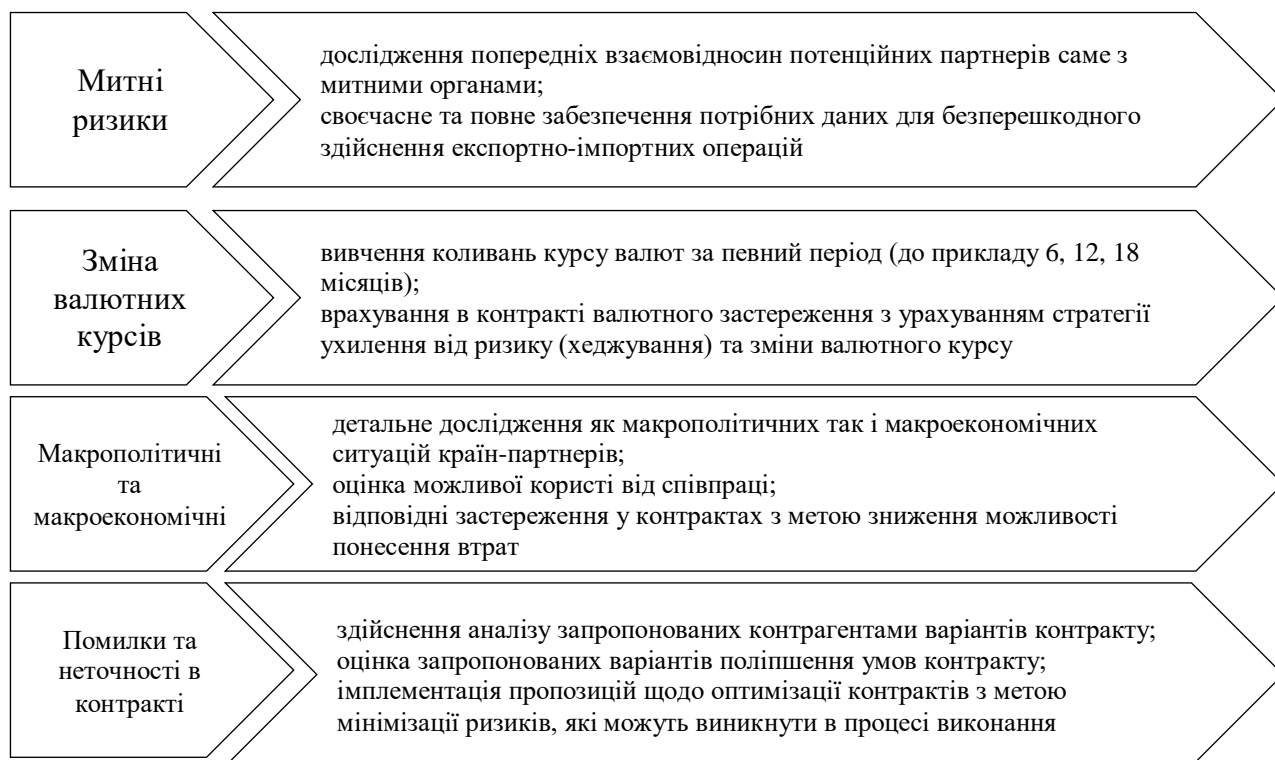 Митні
ризики
дослідження попередніх взаємовідносин потенційних партнерів саме з
митними органами;
своєчасне та повне забезпечення потрібних даних для безперешкодного
здійснення експортно-імпортних операцій
Зміна
валютних
курсів
вивчення коливань курсу валют за певний період (до прикладу 6, 12, 18
місяців);
врахування в контракті валютного застереження з урахуванням стратегії
ухилення від ризику (хеджування) та зміни валютного курсу
Макрополітичні
та
макроекономічні
детальне дослідження як макрополітичних так і макроекономічних
ситуацій країн-партнерів;
оцінка можливої користі від співпраці;
відповідні застереження у контрактах з метою зниження можливості
понесення втрат
Помилки та
неточності в
контракті
здійснення аналізу запропонованих контрагентами варіантів контракту;
оцінка запропонованих варіантів поліпшення умов контракту;
імплементація пропозицій щодо оптимізації контрактів з метою
мінімізації ризиків, які можуть виникнути в процесі виконання